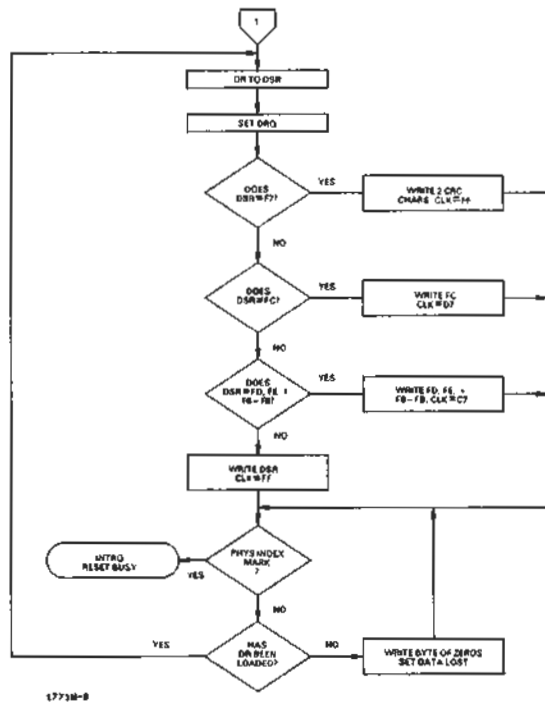 1
DR TO DSR
SET DRQ
DOES
DSR=F7?
YES
WRITE 2 CRC
CHARS. CLK=FF
NO
DOES
DSR=FC?
YES
WRITE FC
CLK=D7
NO
DOES
DSR=FD, FE +
F8-FB?
YES
WRITE FD, FE, +
F8-FB, CLK=C7
NO
WRITE DSR
CLK=FF
PHYS INDEX
MARK
?
INTRQ
RESET BUSY
YES
NO
YES
HAS
DR BEEN
LOADED?
NO
WRITE BYTE OF ZEROS
SET DATA LOST